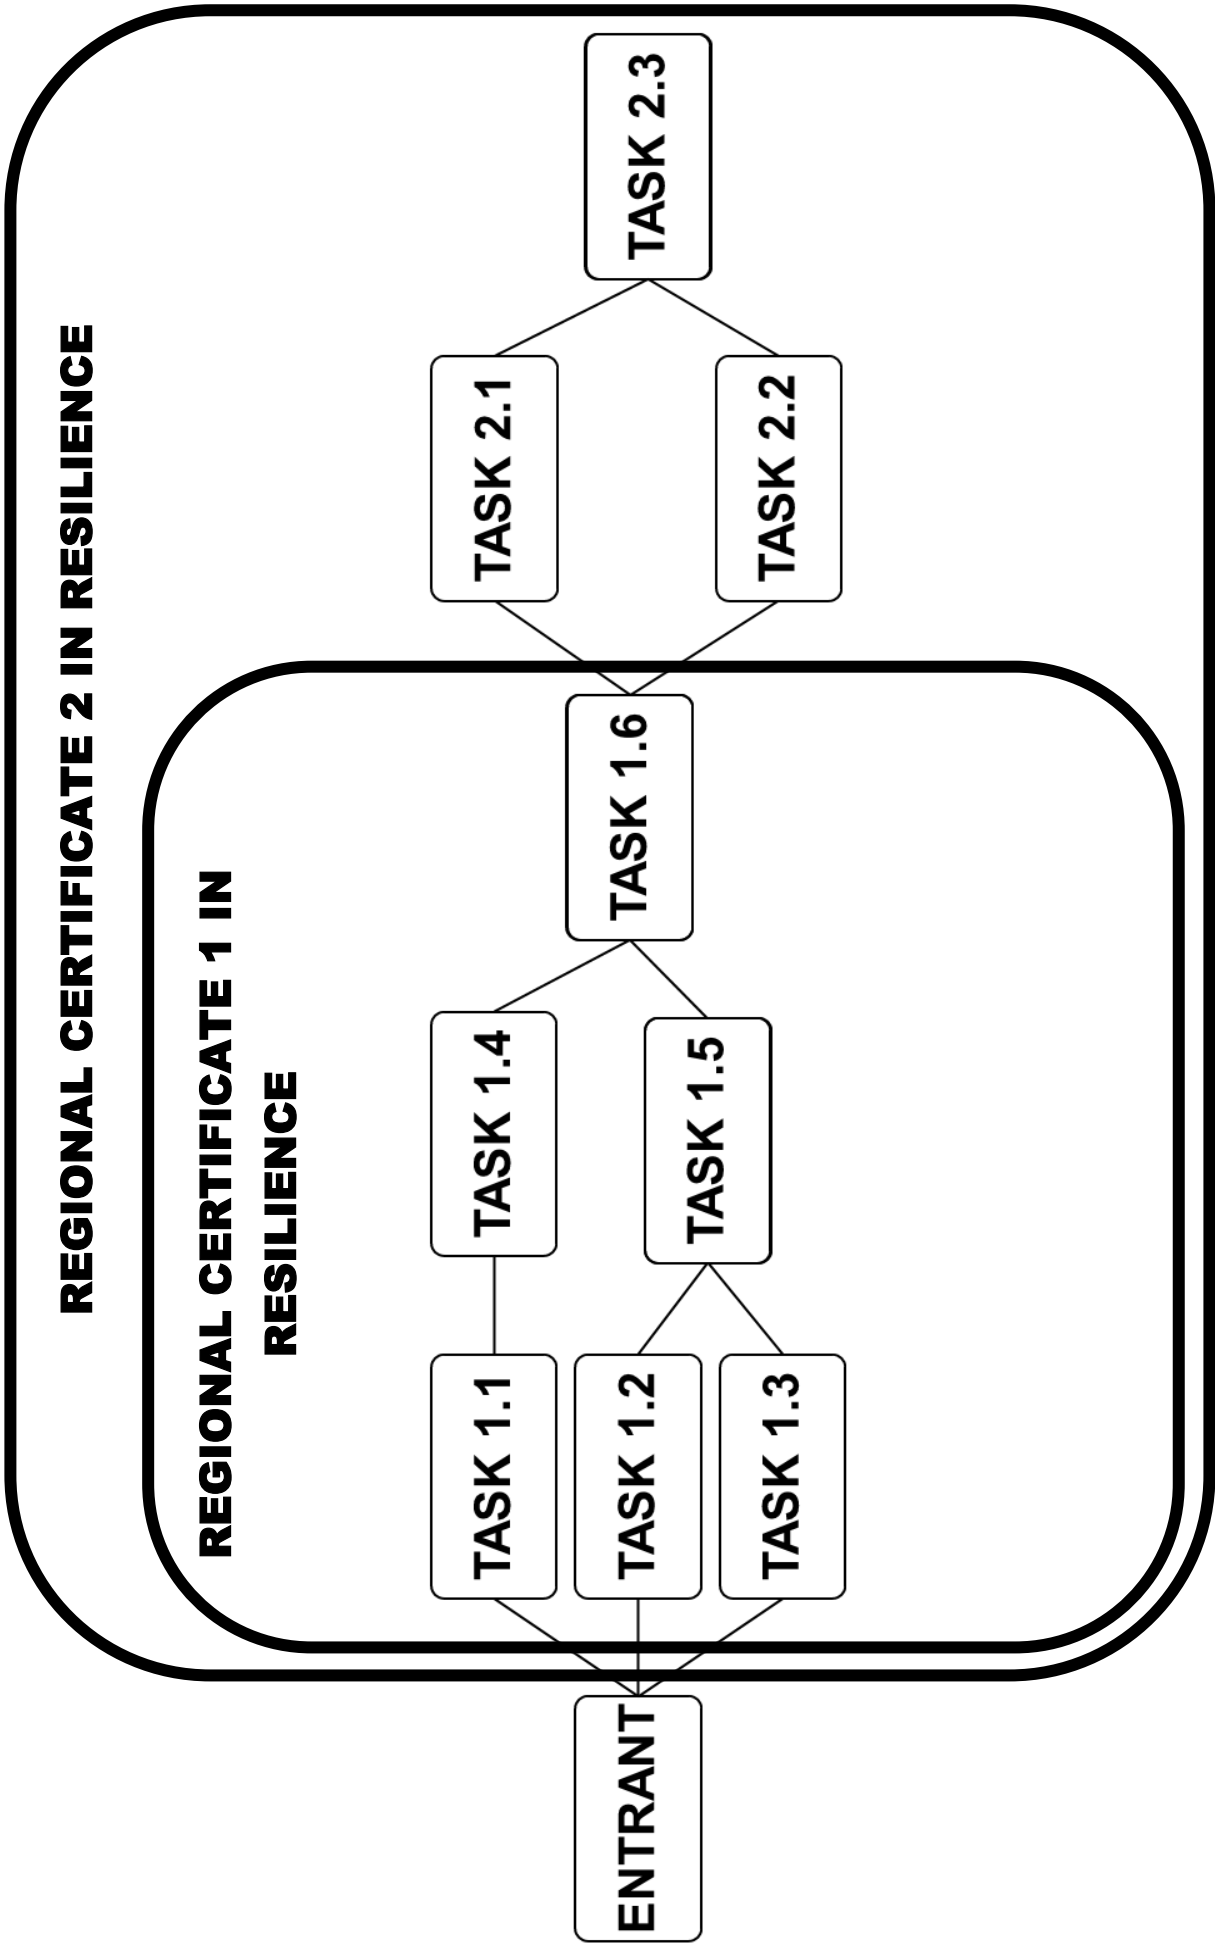 REGIONAL CERTIFICATE 2 IN RESILIENCE
REGIONAL CERTIFICATE 1 IN
RESILIENCE
ENTRANT
TASK 1.1
TASK 1.2
TASK 1.3
TASK 1.4
TASK 1.5
TASK 1.6
TASK 2.1
TASK 2.2
TASK 2.3